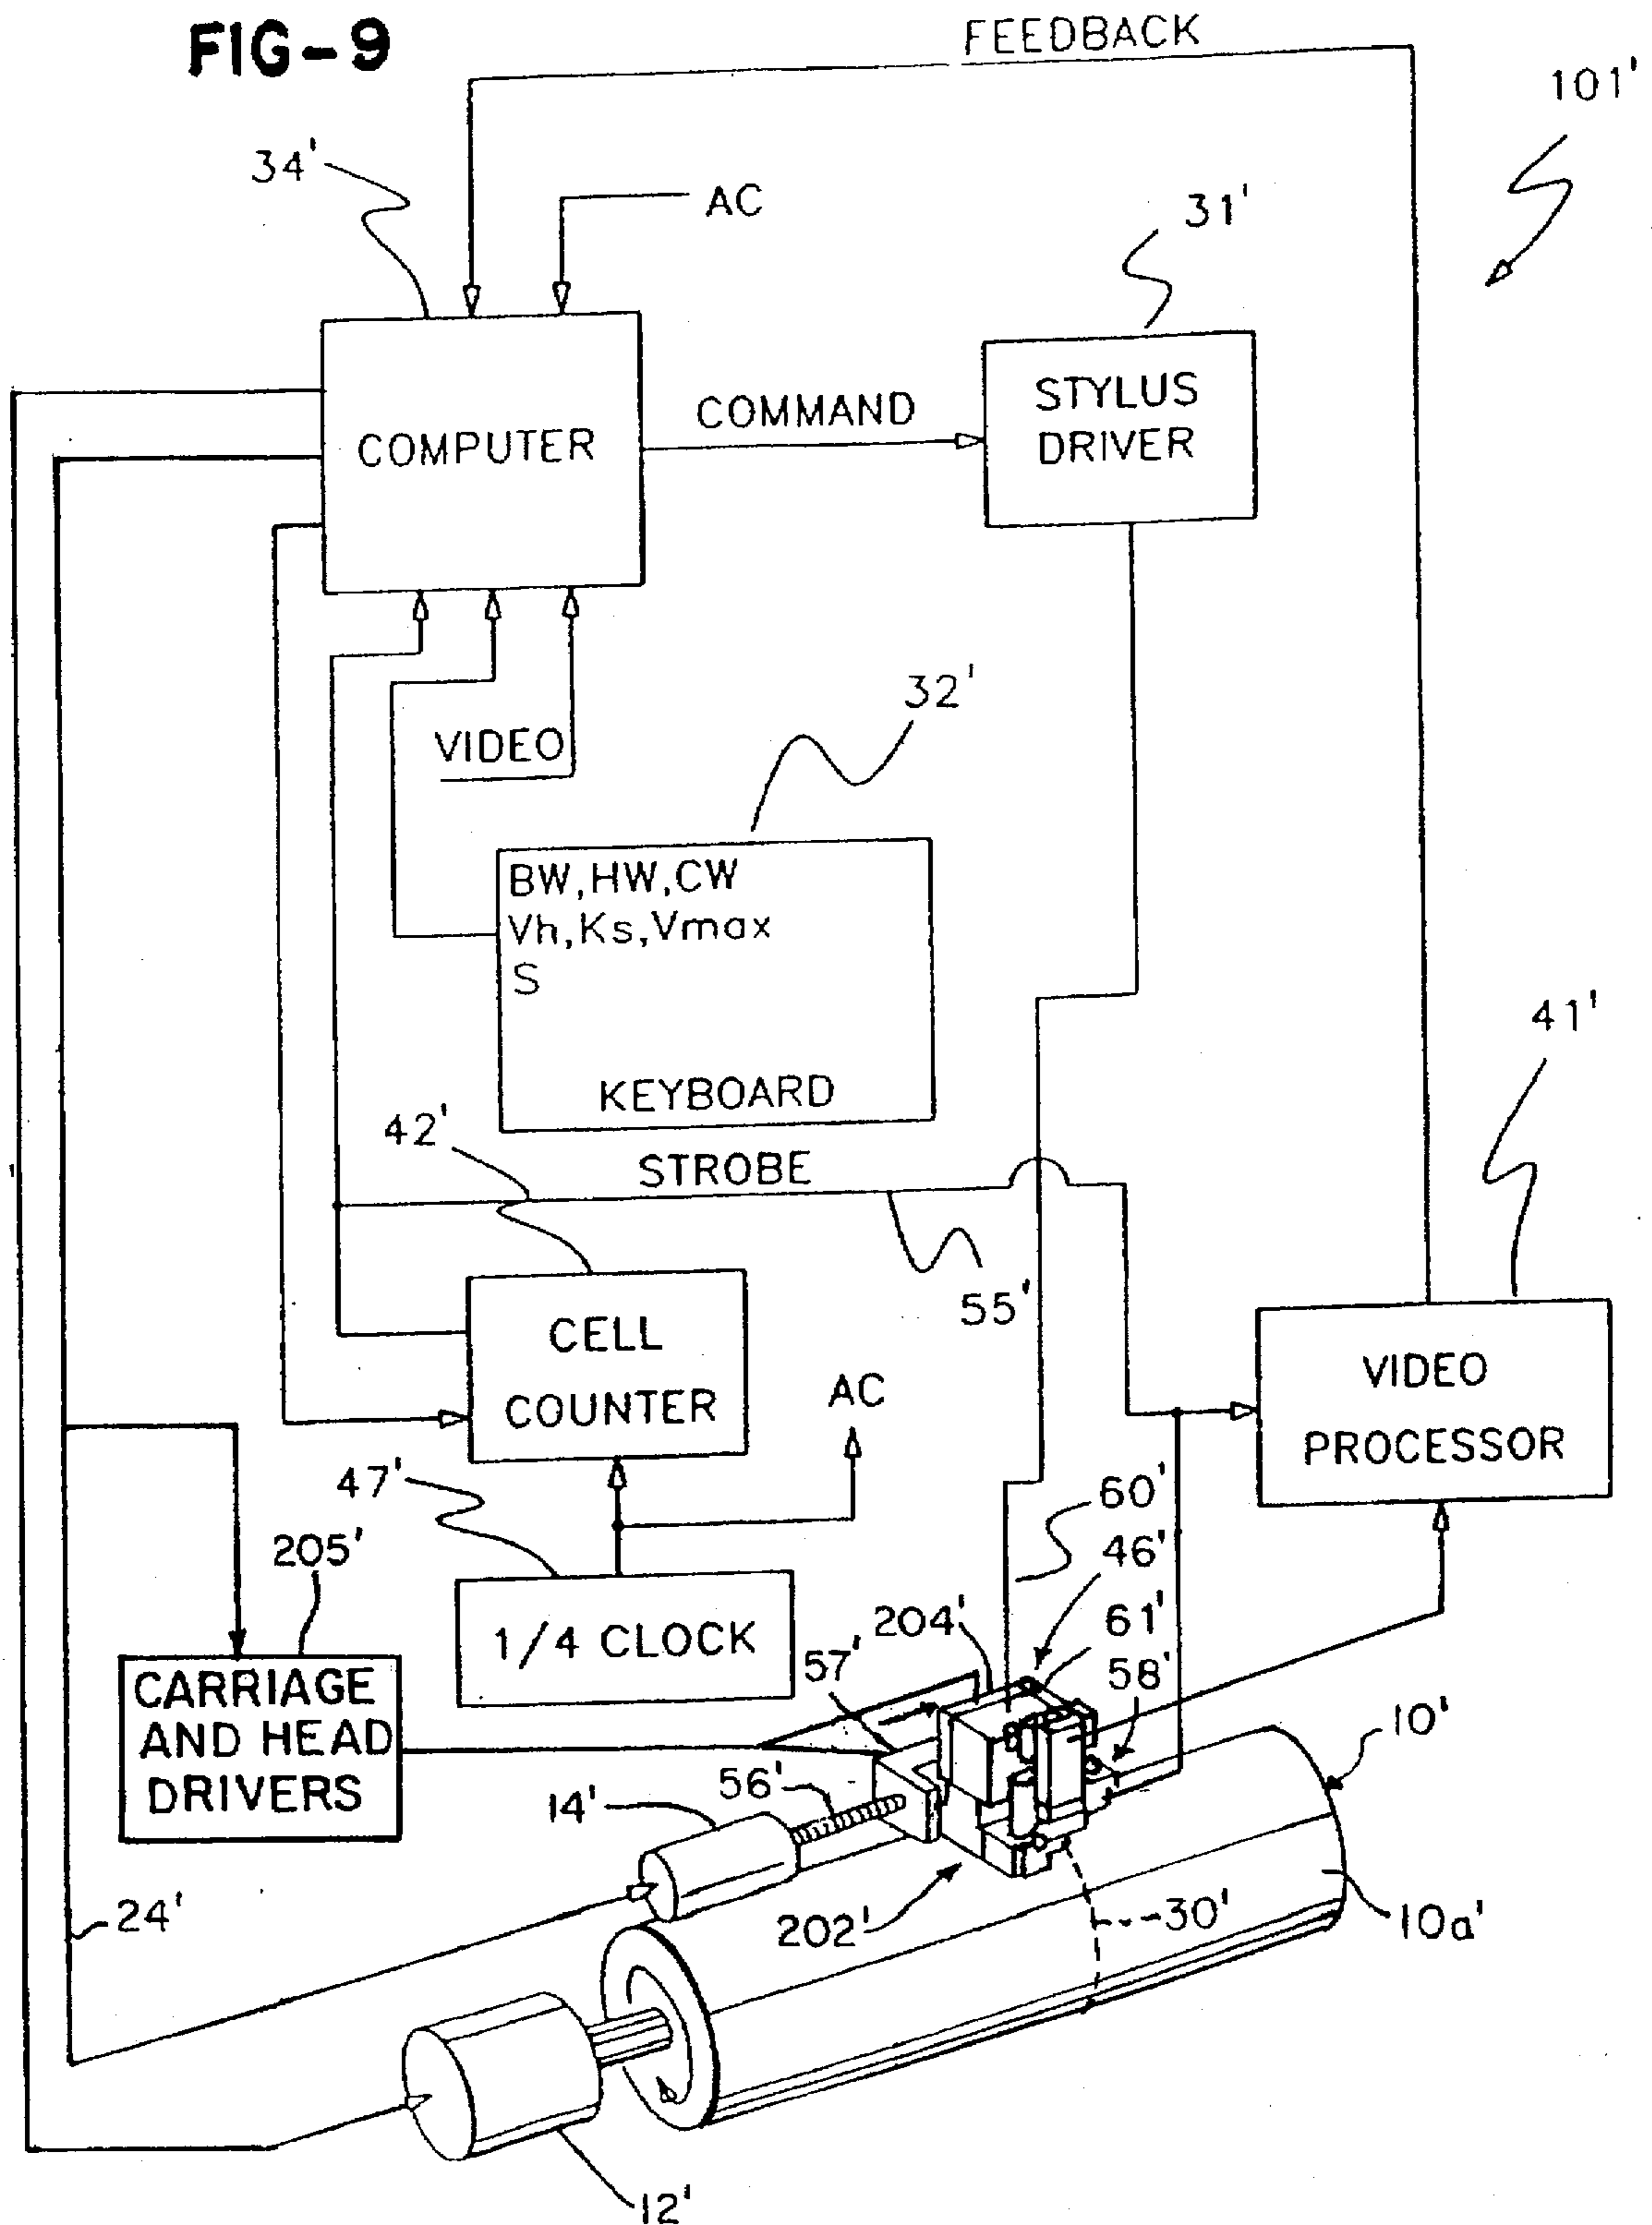 FIG-9
FEEDBACK
101'
34'
AC
31'
COMPUTER
COMMAND
STYLUS
DRIVER
32'
VIDEO
BW,HW,CW
Vh,Ks,Vmax
S
KEYBOARD
41'
42'
STROBE
55'
CELL
COUNTER
AC
VIDEO
PROCESSOR
47'
60'
46'
205'
1/4 CLOCK
204'
61'
57'
58'
CARRIAGE
AND HEAD
DRIVERS
10'
56'
14'
24'
202'
30'
10a'
12'